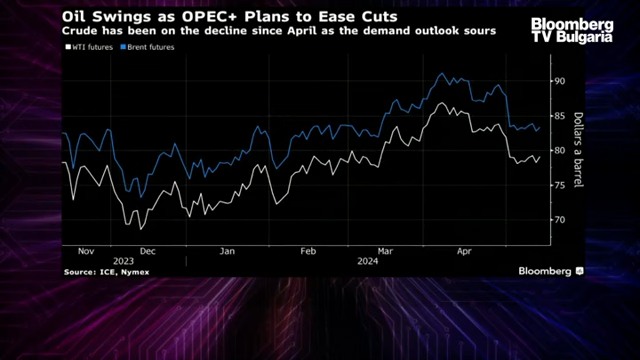 Oil Swings as OPEC+ Plans to Ease Cuts
Crude has been on the decline since April as the demand outlook sours
Bloomberg
TV Bulgaria
WTI futures Brent futures
90
85
80
75
70
Dollars a barrel
Nov Dec Jan Feb Mar Apr
2023 2024
Source: ICE, Nymex
Bloomberg